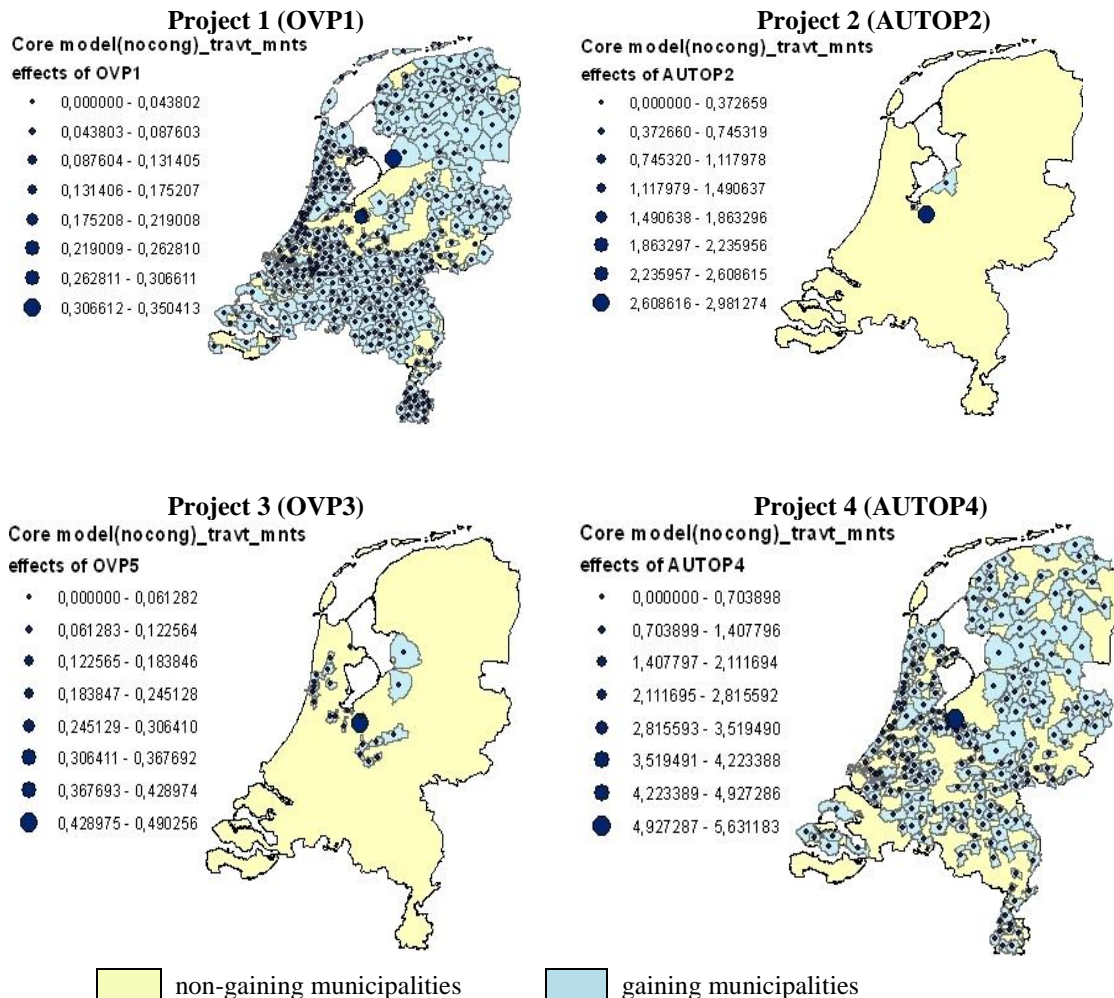 Project 1 (OVP1)
Core model(nocong)_travt_mnts
effects of OVP1
0,000000 - 0,043802
0,043803 - 0,087603
0,087604 - 0,131405
0,131406 - 0,175207
0,175208 - 0,219008
0,219009 - 0,262810
0,262811 - 0,306611
0,306612 - 0,350413
Project 2 (AUTOP2)
Core model(nocong)_travt_mnts
effects of AUTOP2
0,000000 - 0,372659
0,372660 - 0,745319
0,745320 - 1,117978
1,117979 - 1,490637
1,490638 - 1,863296
1,863297 - 2,235956
2,235957 - 2,608615
2,608616 - 2,981274
Project 3 (OVP3)
Core model(nocong)_travt_mnts
effects of OVP5
0,000000 - 0,061282
0,061283 - 0,122564
0,122565 - 0,183846
0,183847 - 0,245128
0,245129 - 0,306410
0,306411 - 0,367692
0,367693 - 0,428974
0,428975 - 0,490256
Project 4 (AUTOP4)
Core model(nocong)_travt_mnts
effects of AUTOP4
0,000000 - 0,703898
0,703899 - 1,407796
1,407797 - 2,111694
2,111695 - 2,815592
2,815593 - 3,519490
3,519491 - 4,223388
4,223389 - 4,927286
4,927287 - 5,631183
non-gaining municipalities
gaining municipalities